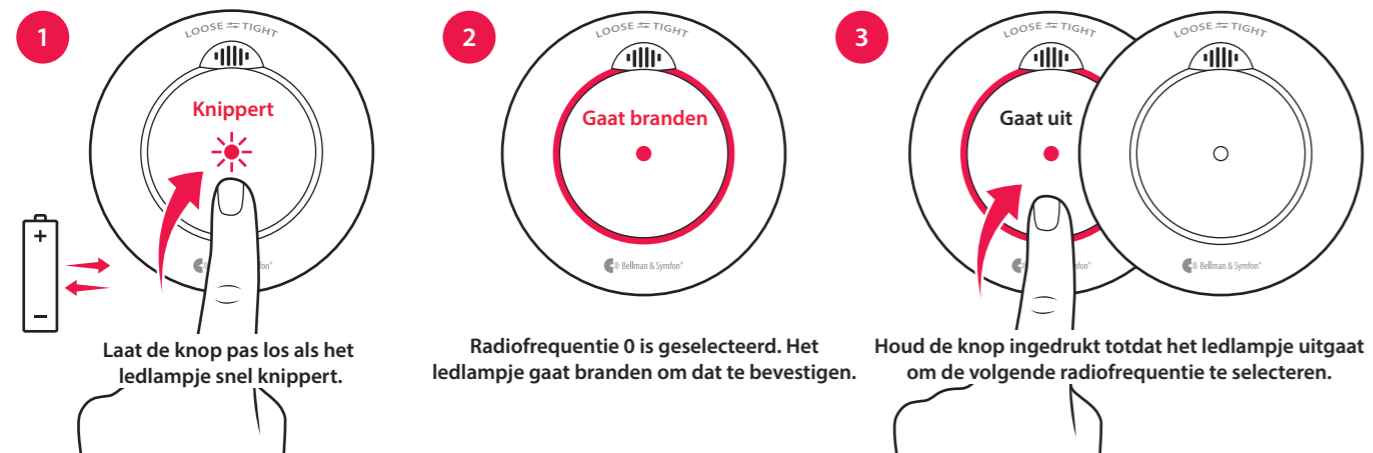 1
LOOSE ⇆ TIGHT
Knippert
+
−
Bellman & Symfon®
Laat de knop pas los als het
ledlampje snel knippert.
2
LOOSE ⇆ TIGHT
Gaat branden
Bellman & Symfon®
Radiofrequentie 0 is geselecteerd. Het
ledlampje gaat branden om dat te bevestigen.
3
LOOSE ⇆ TIGHT
Gaat uit
LOOSE ⇆ TIGHT
Bellman & Symfon®
Houd de knop ingedrukt totdat het ledlampje uitgaat
om de volgende radiofrequentie te selecteren.